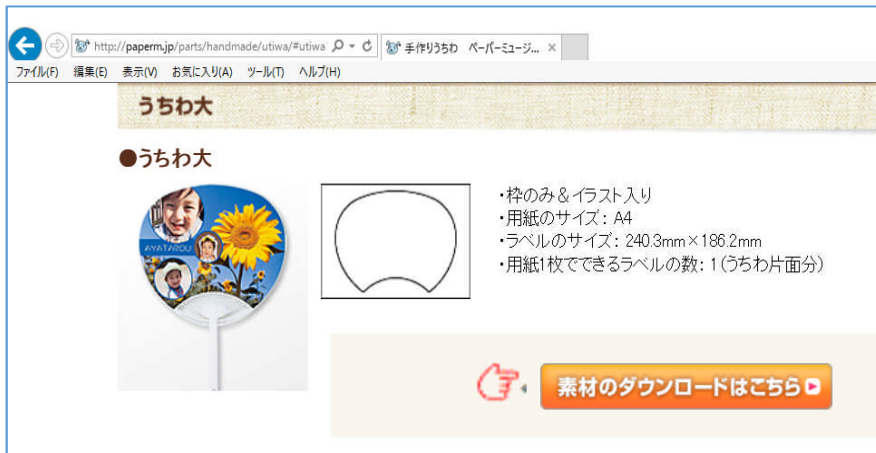 http://paperm.jp/parts/handmade/utiwa/#utiwa
手作りうちわ ペーパーミュージ...
ファイル(F) 編集(E) 表示(V) お気に入り(A) ツール(T) ヘルプ(H)
うちわ大
●うちわ大
・枠のみ&イラスト入り
・用紙のサイズ: A4
・ラベルのサイズ: 240.3mm×186.2mm
・用紙1枚でできるラベルの数: 1(うちわ片面分)
AYATAROU
素材のダウンロードはこちら